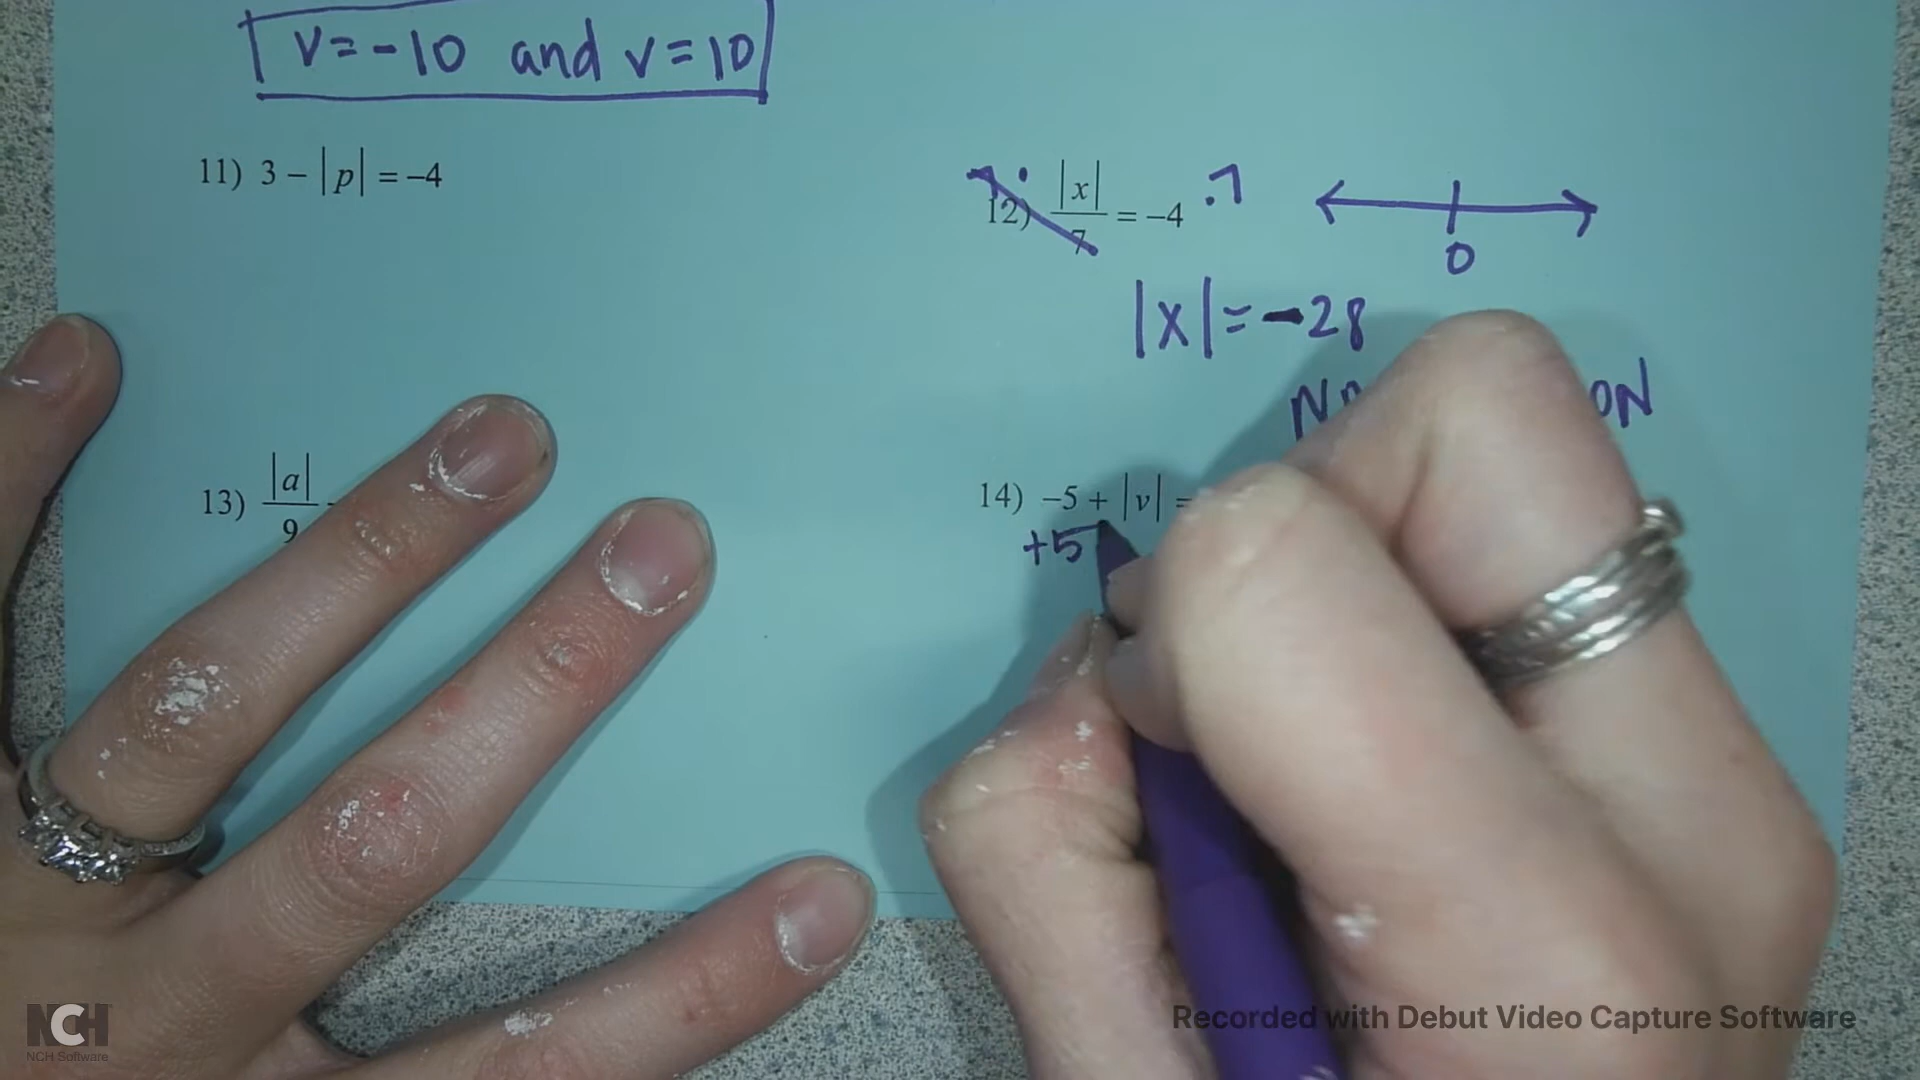 v=-10 and v=10
11) 3 – |p| = –4
7 ·
12) |x|/7 = –4 .7
0
|x|=-28
13) |a|/9
14) –5 + |v| =
+5
Recorded with Debut Video Capture Software
NCH
NCH Software